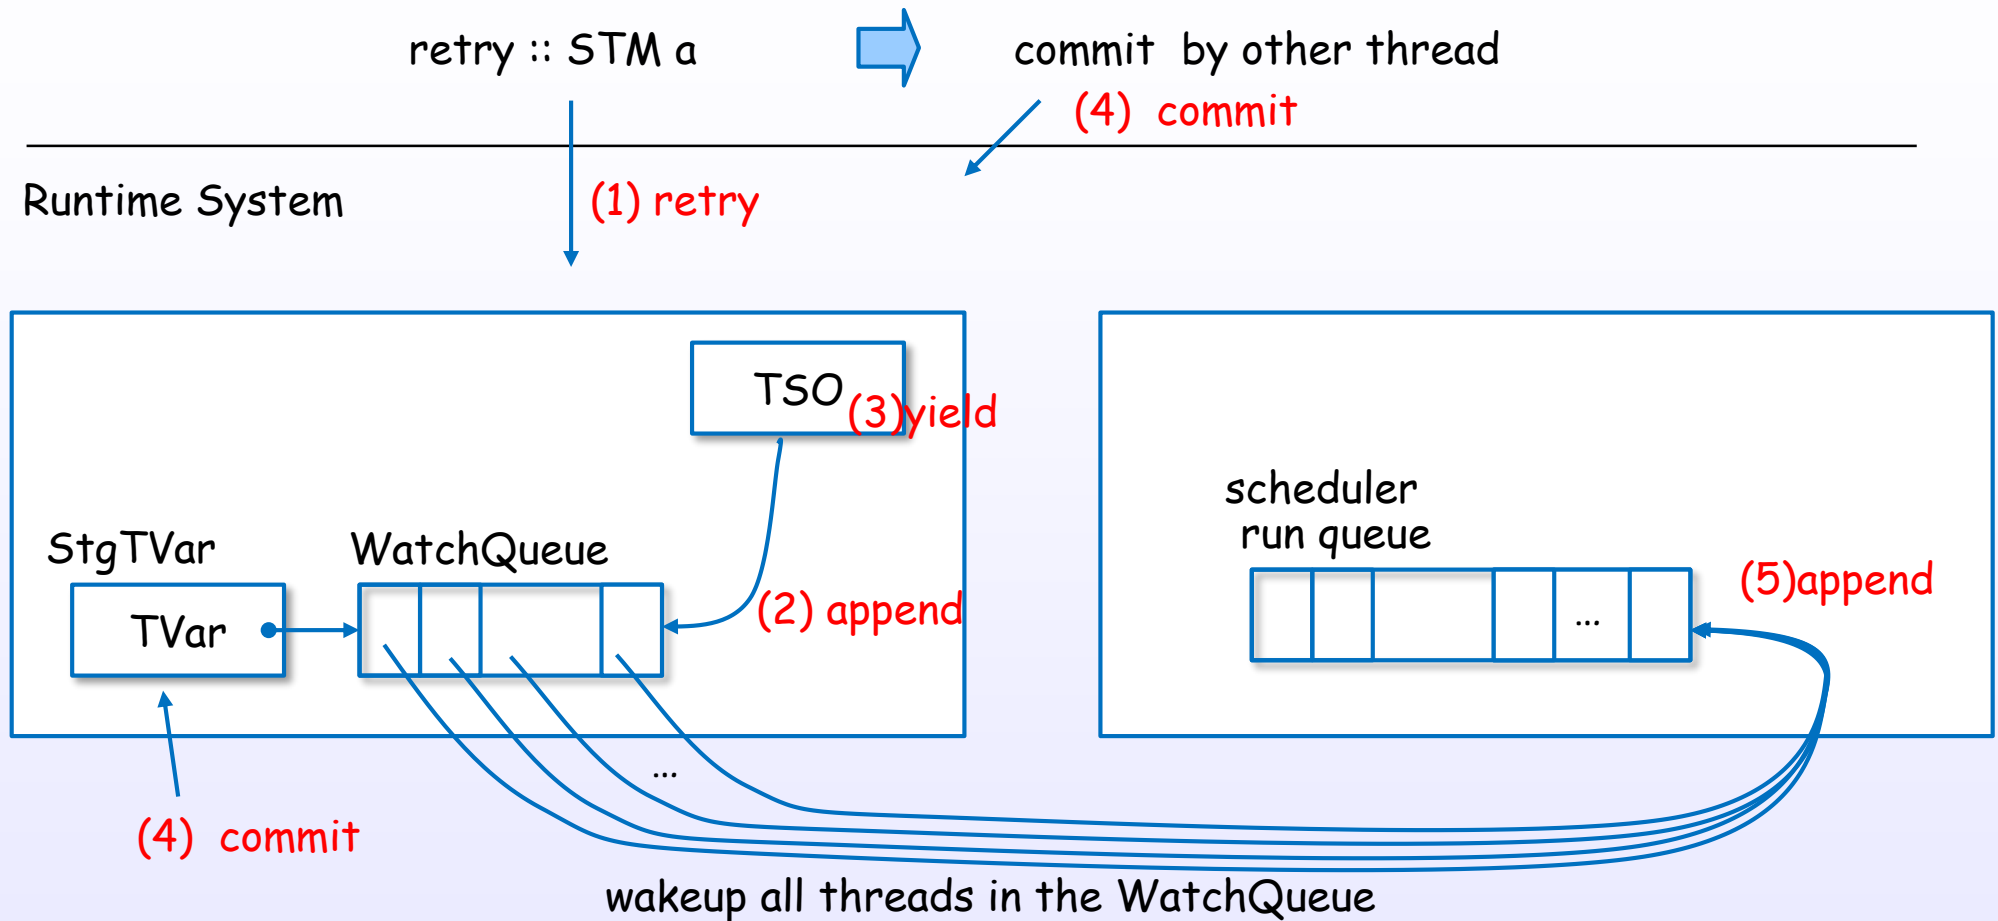 retry :: STM a
commit by other thread
(4) commit
Runtime System
(1) retry
TSO
(3)yield
scheduler
run queue
StgTVar
WatchQueue
(5)append
(2) append
TVar
...
...
(4) commit
wakeup all threads in the WatchQueue